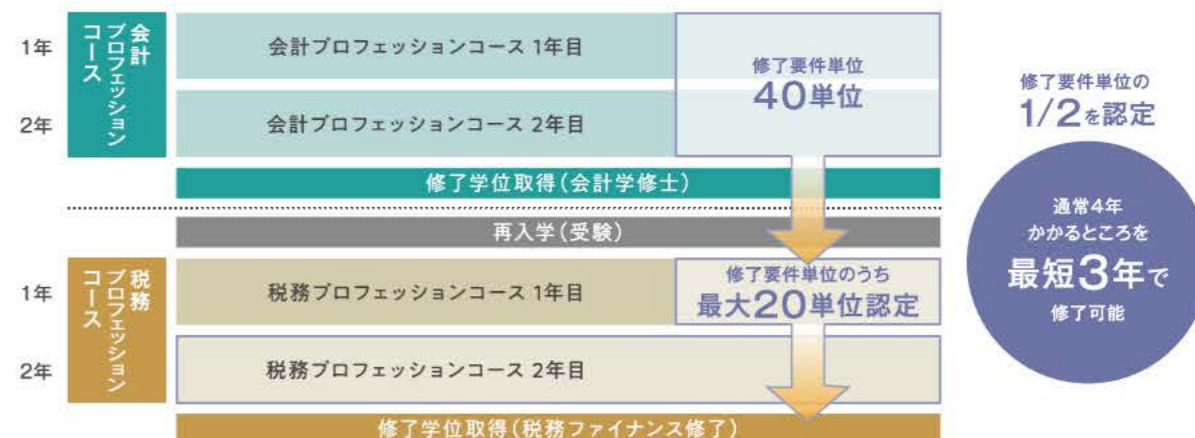 会計
プロフェッション
コース
1年
会計プロフェッションコース 1年目
2年
会計プロフェッションコース 2年目
修了要件単位
40単位
修了学位取得(会計学修士)
再入学(受験)
税務
プロフェッション
コース
1年
税務プロフェッションコース 1年目
修了要件単位のうち
最大20単位認定
2年
税務プロフェッションコース 2年目
修了学位取得(税務ファイナンス修了)
修了要件単位の
1/2を認定
通常4年
かかるところを
最短3年で
修了可能